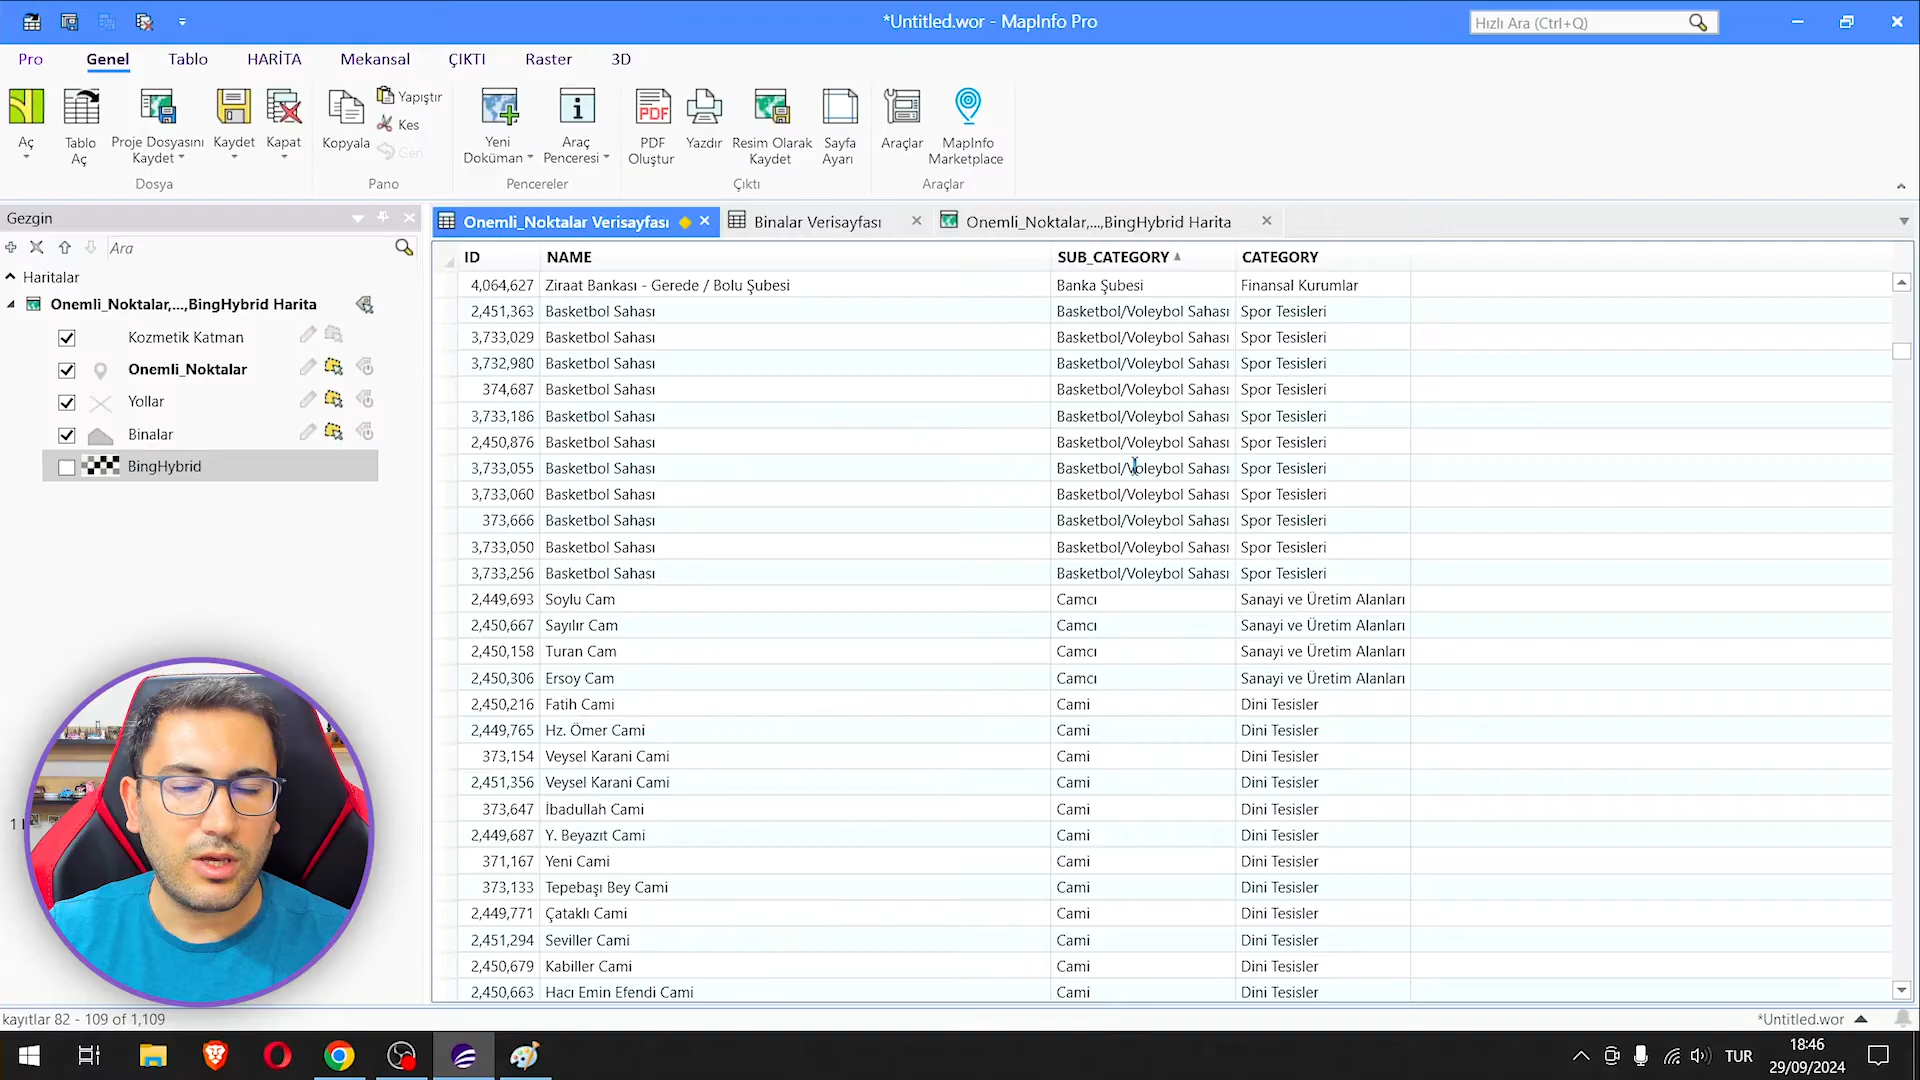 *Untitled.wor - MapInfo Pro
Hızlı Ara (Ctrl+Q)
Pro
Genel
Tablo
HARİTA
Mekansal
ÇIKTI
Raster
3D
Aç
Tablo
Aç
Proje Dosyasını
Kaydet
Kaydet
Kapat
Dosya
Kopyala
Yapıştır
Kes
Geri
Pano
Yeni
Doküman
Araç
Penceresi
Pencereler
PDF
PDF
Oluştur
Yazdır
Resim Olarak
Kaydet
Sayfa
Ayarı
Çıktı
Araçlar
MapInfo
Marketplace
Araçlar
Gezgin
Ara
Haritalar
Onemli_Noktalar,...,BingHybrid Harita
Kozmetik Katman
Onemli_Noktalar
Yollar
Binalar
BingHybrid
Onemli_Noktalar Verisayfası
Binalar Verisayfası
Onemli_Noktalar,...,BingHybrid Harita
ID NAME SUB_CATEGORY CATEGORY
4,064,627 Ziraat Bankası - Gerede / Bolu Şubesi Banka Şubesi Finansal Kurumlar
2,451,363 Basketbol Sahası Basketbol/Voleybol Sahası Spor Tesisleri
3,733,029 Basketbol Sahası Basketbol/Voleybol Sahası Spor Tesisleri
3,732,980 Basketbol Sahası Basketbol/Voleybol Sahası Spor Tesisleri
374,687 Basketbol Sahası Basketbol/Voleybol Sahası Spor Tesisleri
3,733,186 Basketbol Sahası Basketbol/Voleybol Sahası Spor Tesisleri
2,450,876 Basketbol Sahası Basketbol/Voleybol Sahası Spor Tesisleri
3,733,055 Basketbol Sahası Basketbol/Voleybol Sahası Spor Tesisleri
3,733,060 Basketbol Sahası Basketbol/Voleybol Sahası Spor Tesisleri
373,666 Basketbol Sahası Basketbol/Voleybol Sahası Spor Tesisleri
3,733,050 Basketbol Sahası Basketbol/Voleybol Sahası Spor Tesisleri
3,733,256 Basketbol Sahası Basketbol/Voleybol Sahası Spor Tesisleri
2,449,693 Soylu Cam Camcı Sanayi ve Üretim Alanları
2,450,667 Sayılır Cam Camcı Sanayi ve Üretim Alanları
2,450,158 Turan Cam Camcı Sanayi ve Üretim Alanları
2,450,306 Ersoy Cam Camcı Sanayi ve Üretim Alanları
2,450,216 Fatih Cami Cami Dini Tesisler
2,449,765 Hz. Ömer Cami Cami Dini Tesisler
373,154 Veysel Karani Cami Cami Dini Tesisler
2,451,356 Veysel Karani Cami Cami Dini Tesisler
373,647 İbadullah Cami Cami Dini Tesisler
2,449,687 Y. Beyazıt Cami Cami Dini Tesisler
371,167 Yeni Cami Cami Dini Tesisler
373,133 Tepebaşı Bey Cami Cami Dini Tesisler
2,449,771 Çataklı Cami Cami Dini Tesisler
2,451,294 Seviller Cami Cami Dini Tesisler
2,450,679 Kabiller Cami Cami Dini Tesisler
2,450,663 Hacı Emin Efendi Cami Cami Dini Tesisler
kayıtlar 82 - 109 of 1,109
*Untitled.wor
TUR
18:46
29/09/2024